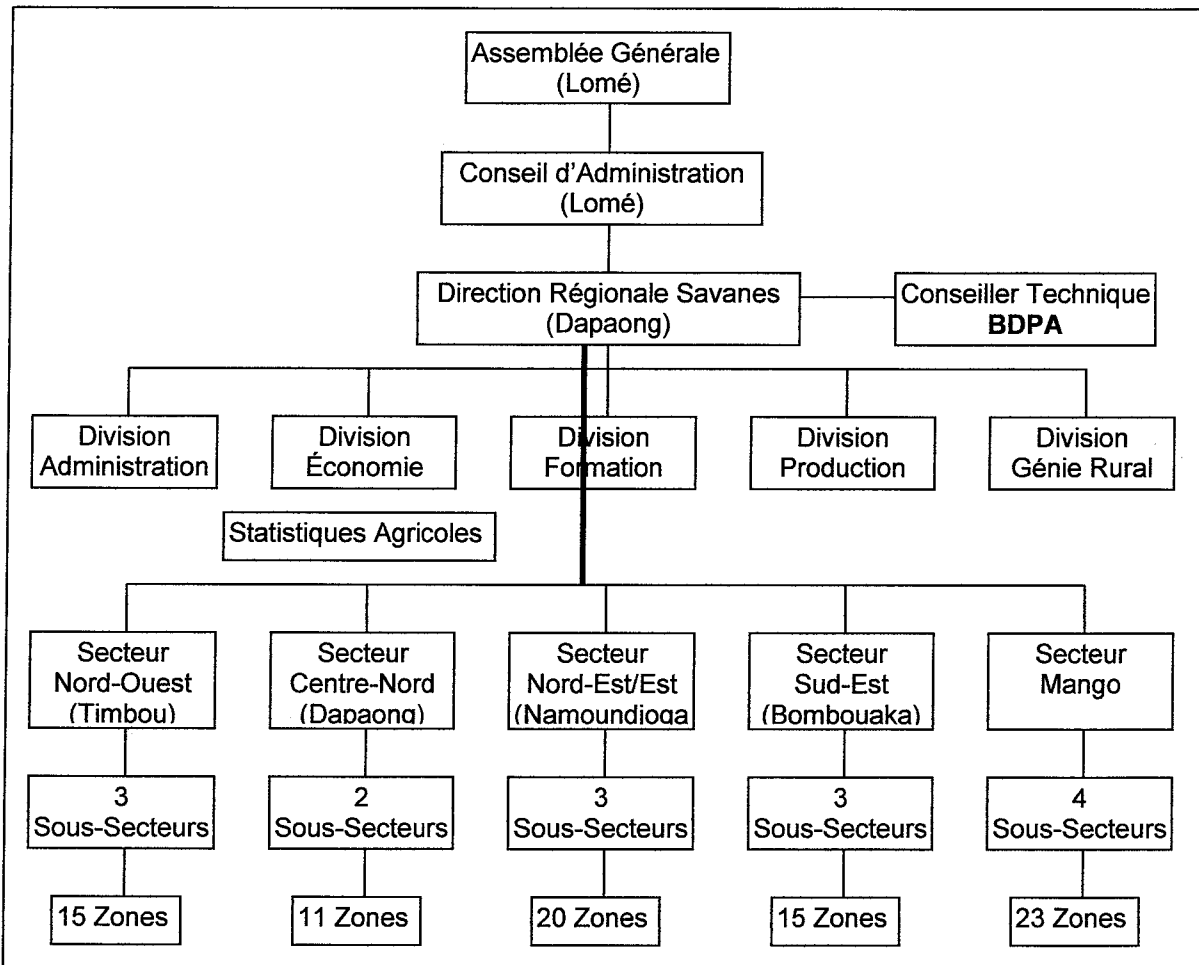 Assemblée Générale
(Lomé)
Conseil d'Administration
(Lomé)
Direction Régionale Savanes
(Dapaong)
Conseiller Technique
BDPA
Division
Administration
Division
Économie
Division
Formation
Division
Production
Division
Génie Rural
Statistiques Agricoles
Secteur
Nord-Ouest
(Timbou)
Secteur
Centre-Nord
(Dapaong)
Secteur
Nord-Est/Est
(Namoundjoga
Secteur
Sud-Est
(Bombouaka)
Secteur
Mango
3
Sous-Secteurs
2
Sous-Secteurs
3
Sous-Secteurs
3
Sous-Secteurs
4
Sous-Secteurs
15 Zones
11 Zones
20 Zones
15 Zones
23 Zones